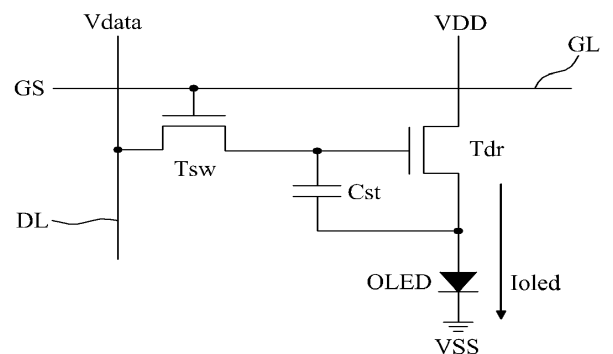 Vdata
VDD
GL
GS
Tdr
Tsw
Cst
DL
OLED
Ioled
VSS